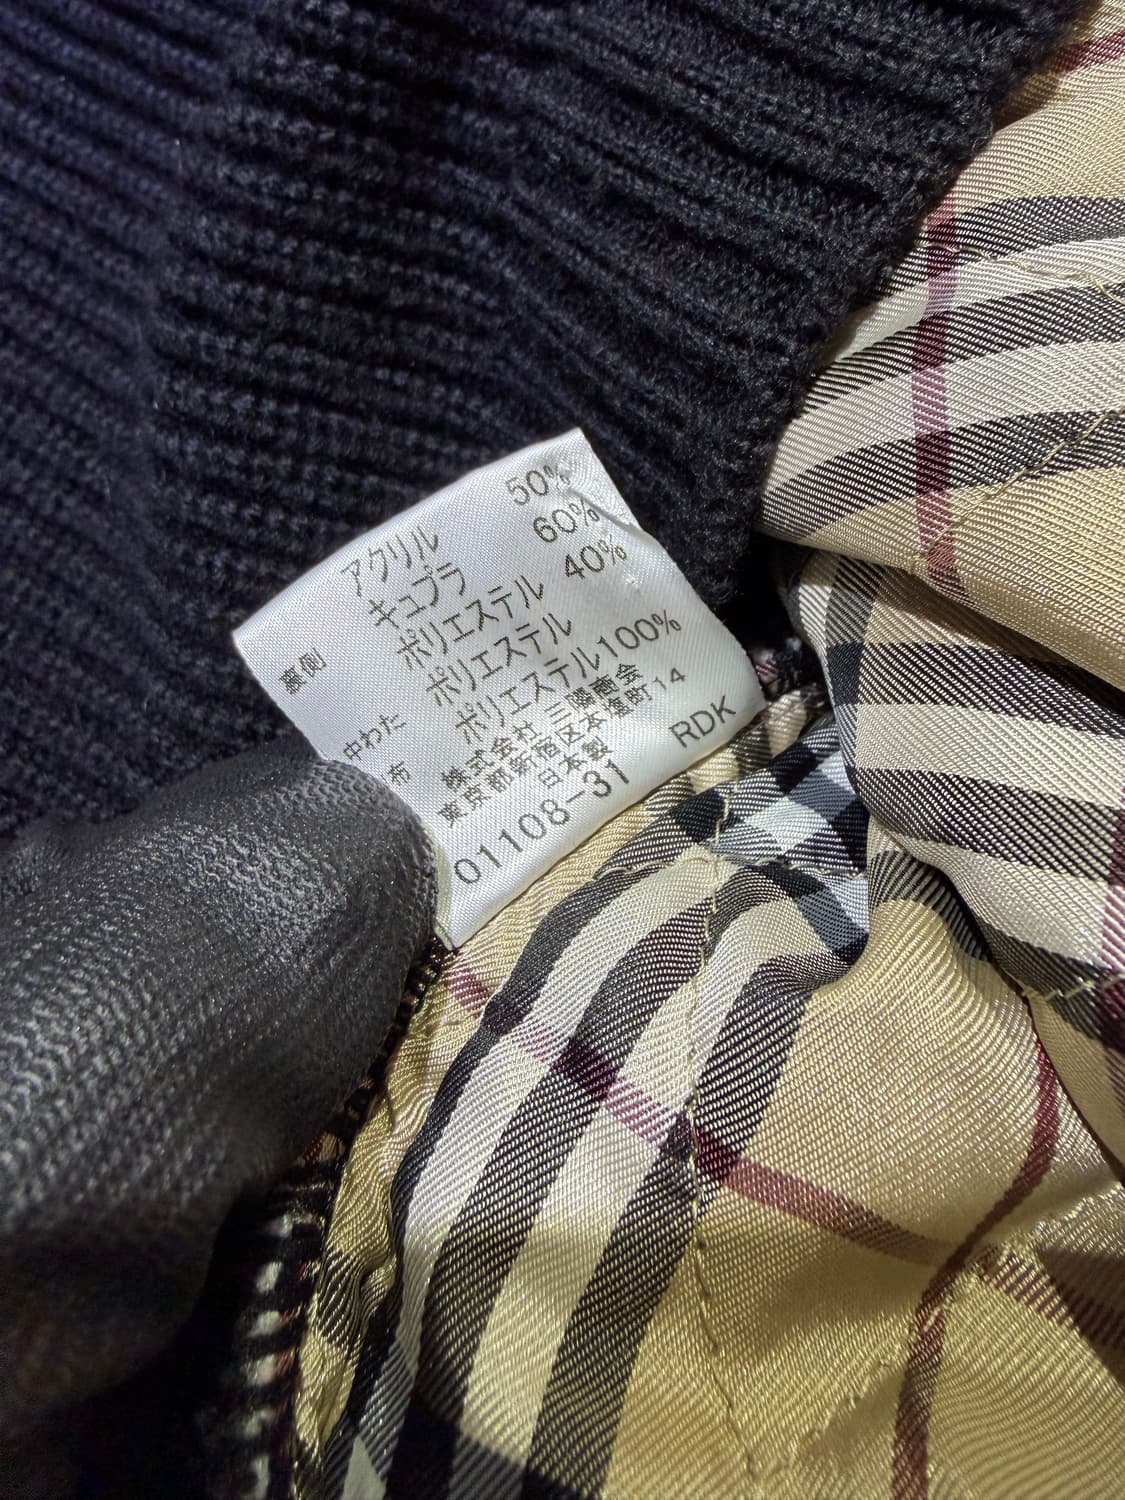 アクリル 50%
裏側 キュプラ 60%
ポリエステル 40%
中わた ポリエステル
布 ポリエステル100%
株式会社 三陽商会
東京都新宿区本塩町14
日本製 RDK
01108-31